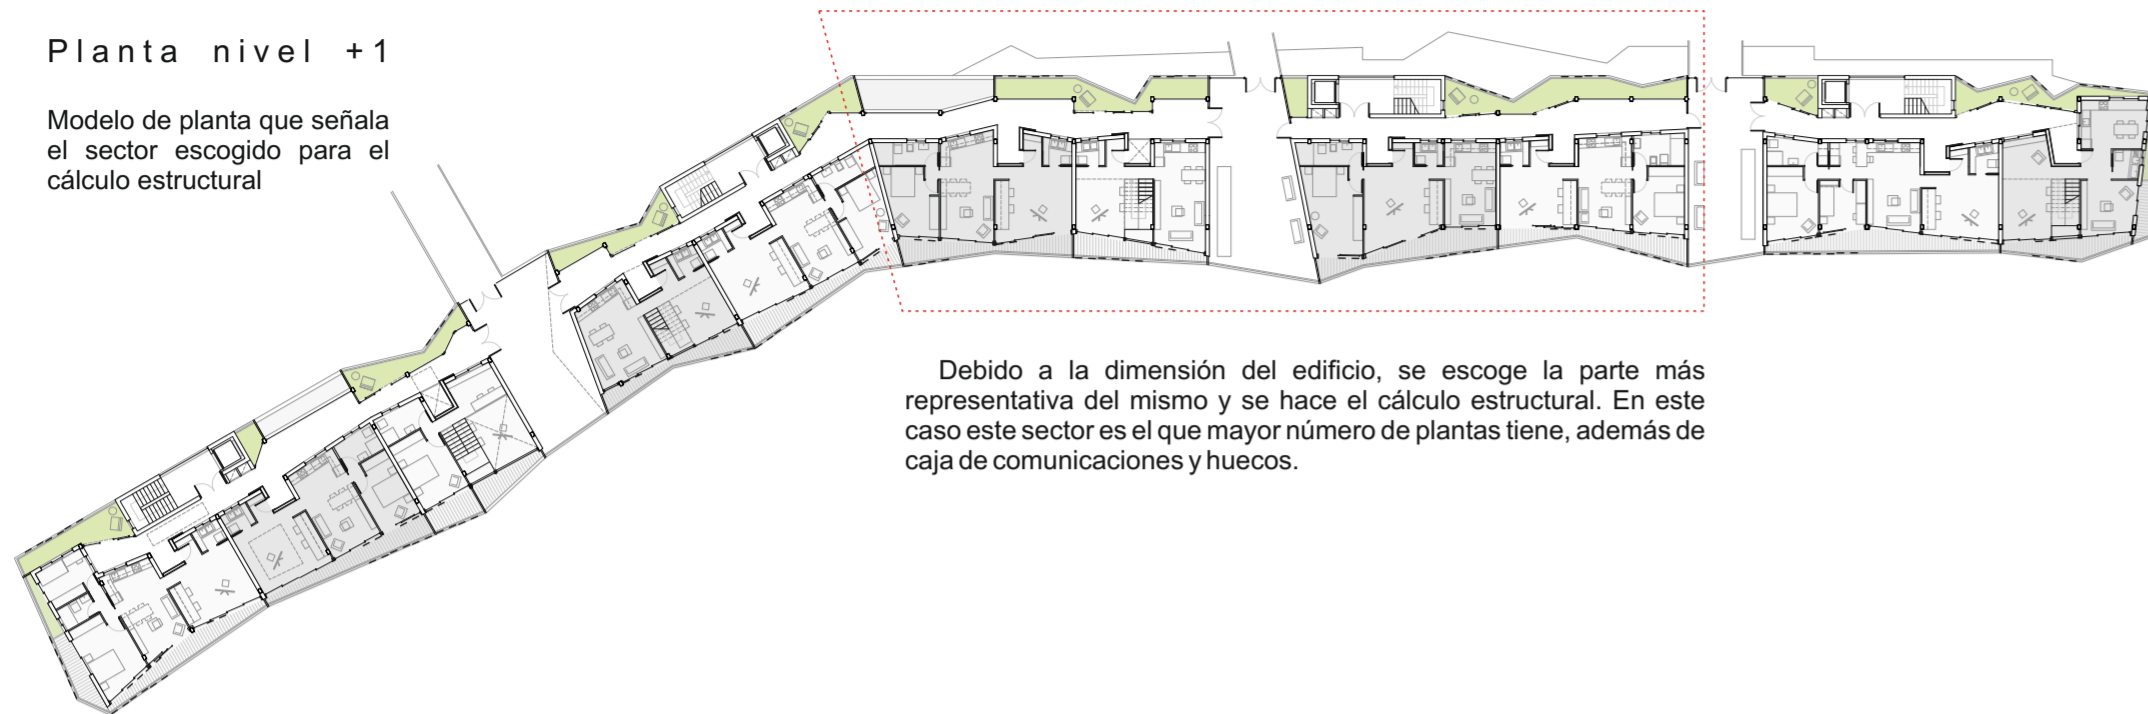 Planta nivel +1
Modelo de planta que señala
el sector escogido para el
cálculo estructural
Debido a la dimensión del edificio, se escoge la parte más
representativa del mismo y se hace el cálculo estructural. En este
caso este sector es el que mayor número de plantas tiene, además de
caja de comunicaciones y huecos.